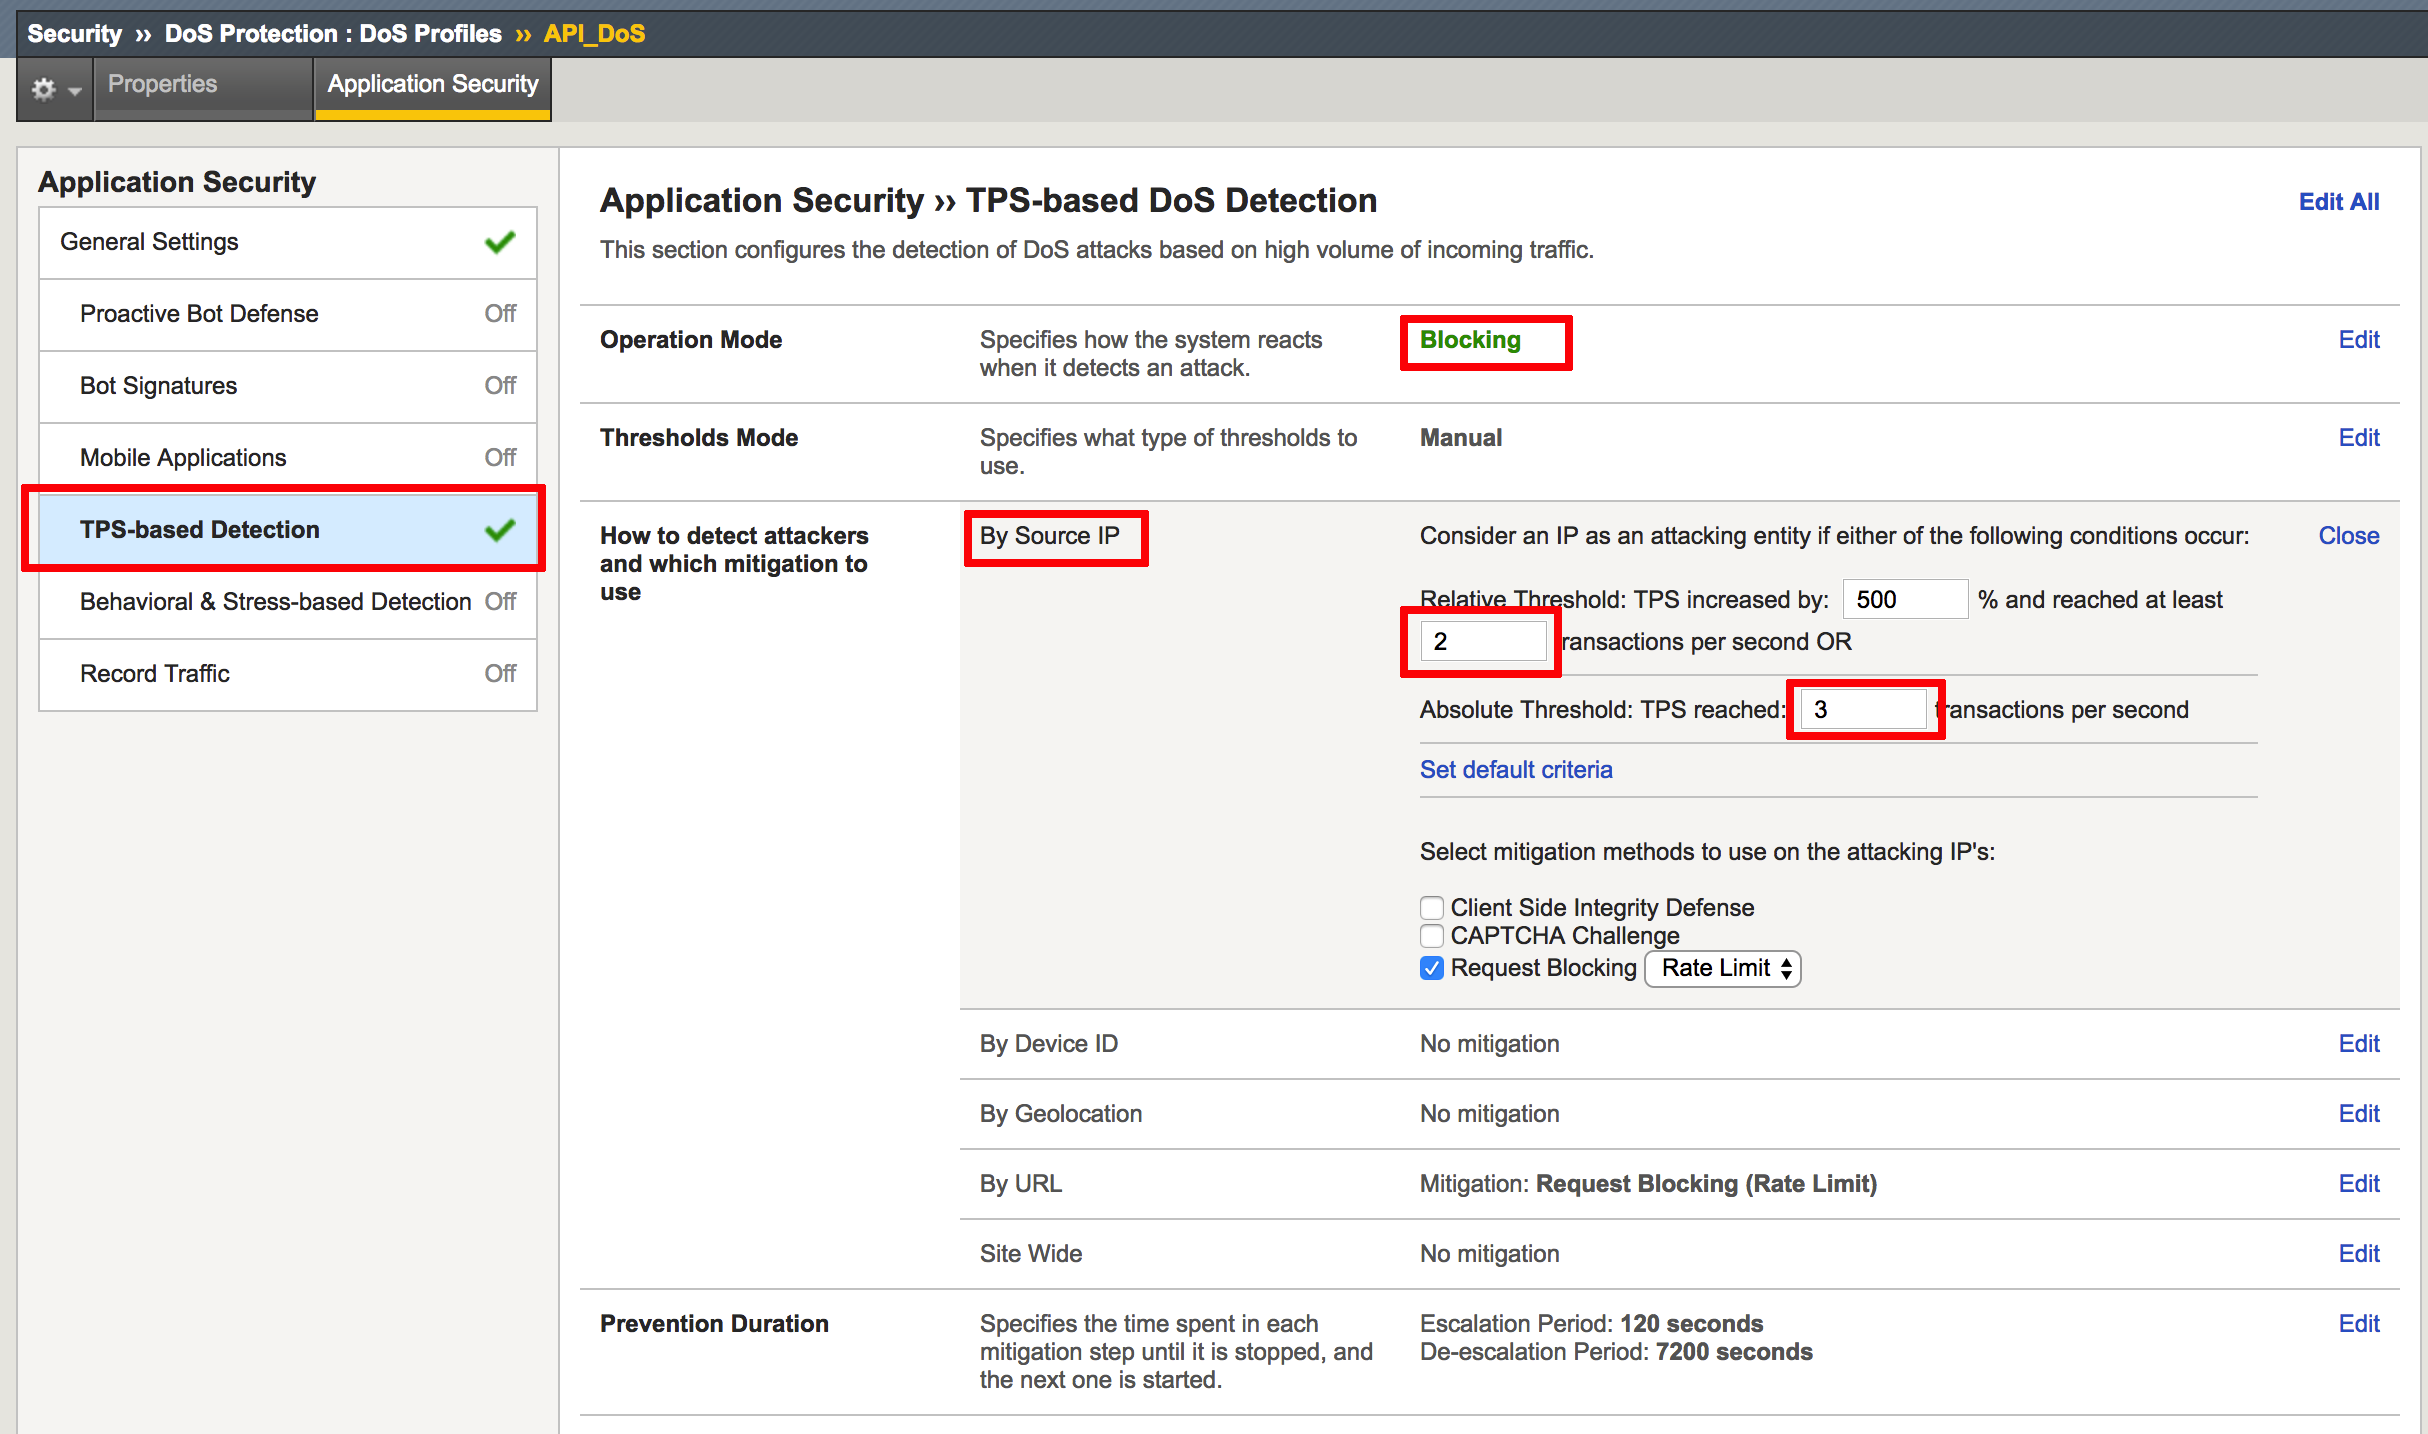 Security ›› DoS Protection : DoS Profiles ›› API_DoS
Properties
Application Security
Application Security
General Settings
Proactive Bot Defense Off
Bot Signatures Off
Mobile Applications Off
TPS-based Detection
Behavioral & Stress-based Detection Off
Record Traffic Off
Application Security ›› TPS-based DoS Detection
Edit All
This section configures the detection of DoS attacks based on high volume of incoming traffic.
Operation Mode
Specifies how the system reacts
when it detects an attack.
Blocking
Edit
Thresholds Mode
Specifies what type of thresholds to
use.
Manual
Edit
How to detect attackers
and which mitigation to
use
By Source IP
Consider an IP as an attacking entity if either of the following conditions occur:
Close
Relative Threshold: TPS increased by: 500 % and reached at least
2 ransactions per second OR
Absolute Threshold: TPS reached: 3 transactions per second
Set default criteria
Select mitigation methods to use on the attacking IP's:
Client Side Integrity Defense
CAPTCHA Challenge
Request Blocking Rate Limit
By Device ID No mitigation Edit
By Geolocation No mitigation Edit
By URL Mitigation: Request Blocking (Rate Limit) Edit
Site Wide No mitigation Edit
Prevention Duration
Specifies the time spent in each
mitigation step until it is stopped, and
the next one is started.
Escalation Period: 120 seconds
De-escalation Period: 7200 seconds
Edit